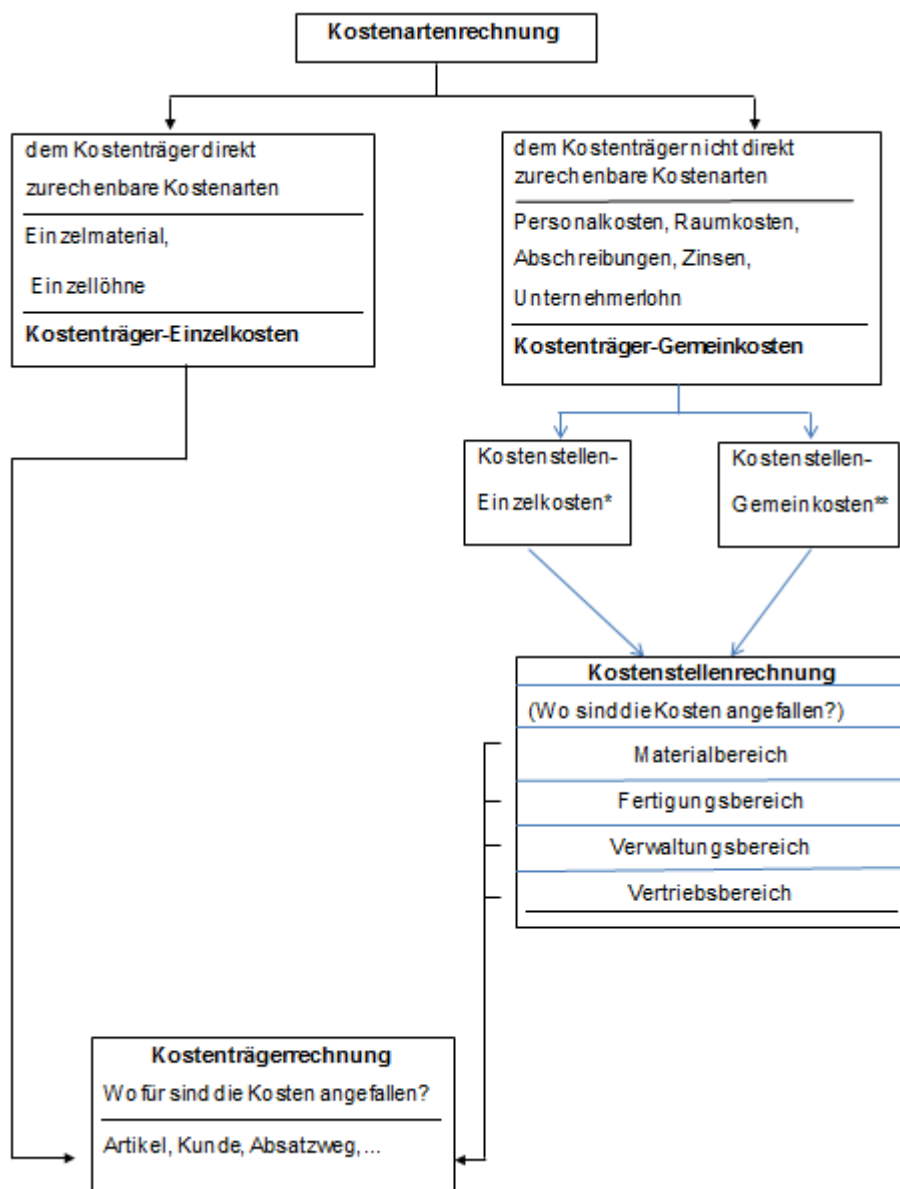 Kostenartenrechnung
dem Kostenträger direkt
zurechenbare Kostenarten
Einzelmaterial,
Einzellöhne
Kostenträger-Einzelkosten
dem Kostenträger nicht direkt
zurechenbare Kostenarten
Personalkosten, Raumkosten,
Abschreibungen, Zinsen,
Unternehmerlohn
Kostenträger-Gemeinkosten
Kostenstellen-
Einzelkosten*
Kostenstellen-
Gemeinkosten**
Kostenstellenrechnung
(Wo sind die Kosten angefallen?)
Materialbereich
Fertigungsbereich
Verwaltungsbereich
Vertriebsbereich
Kostenträgerrechnung
Wofür sind die Kosten angefallen?
Artikel, Kunde, Absatzweg,...